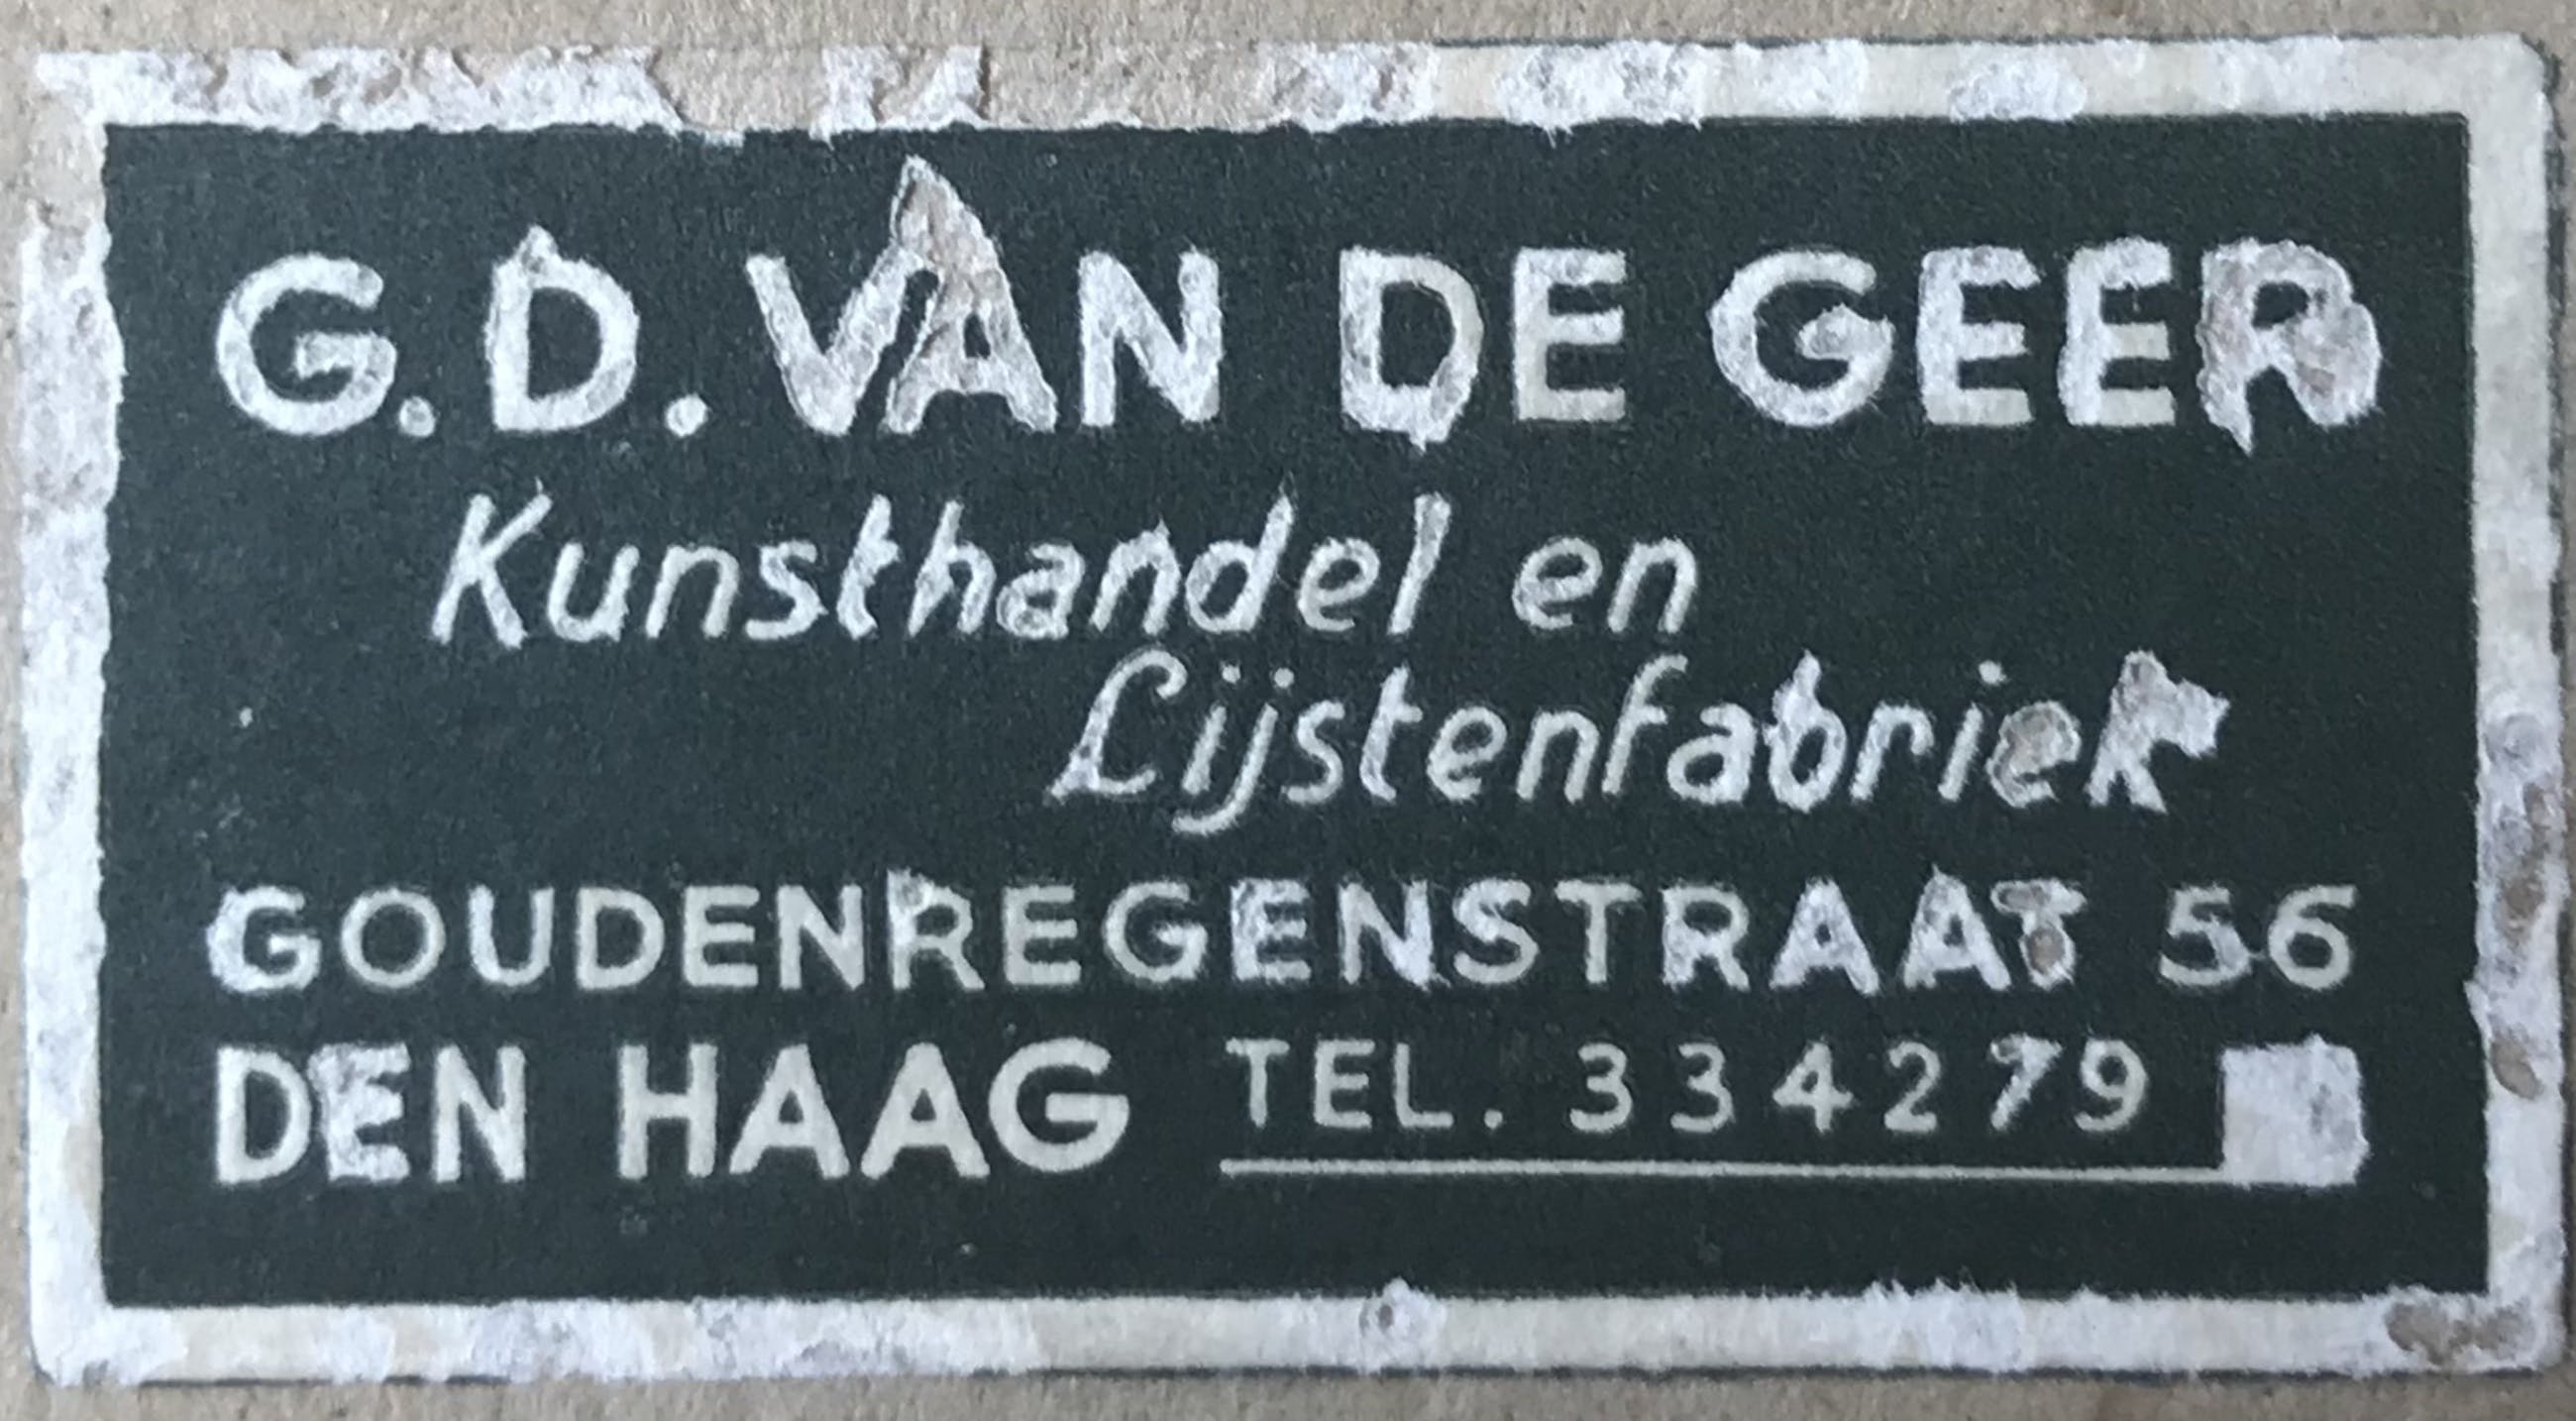 G.D. VAN DE GEER
Kunsthandel en
Lijstenfabriek
GOUDENREGENSTRAAT 56
DEN HAAG TEL. 334279